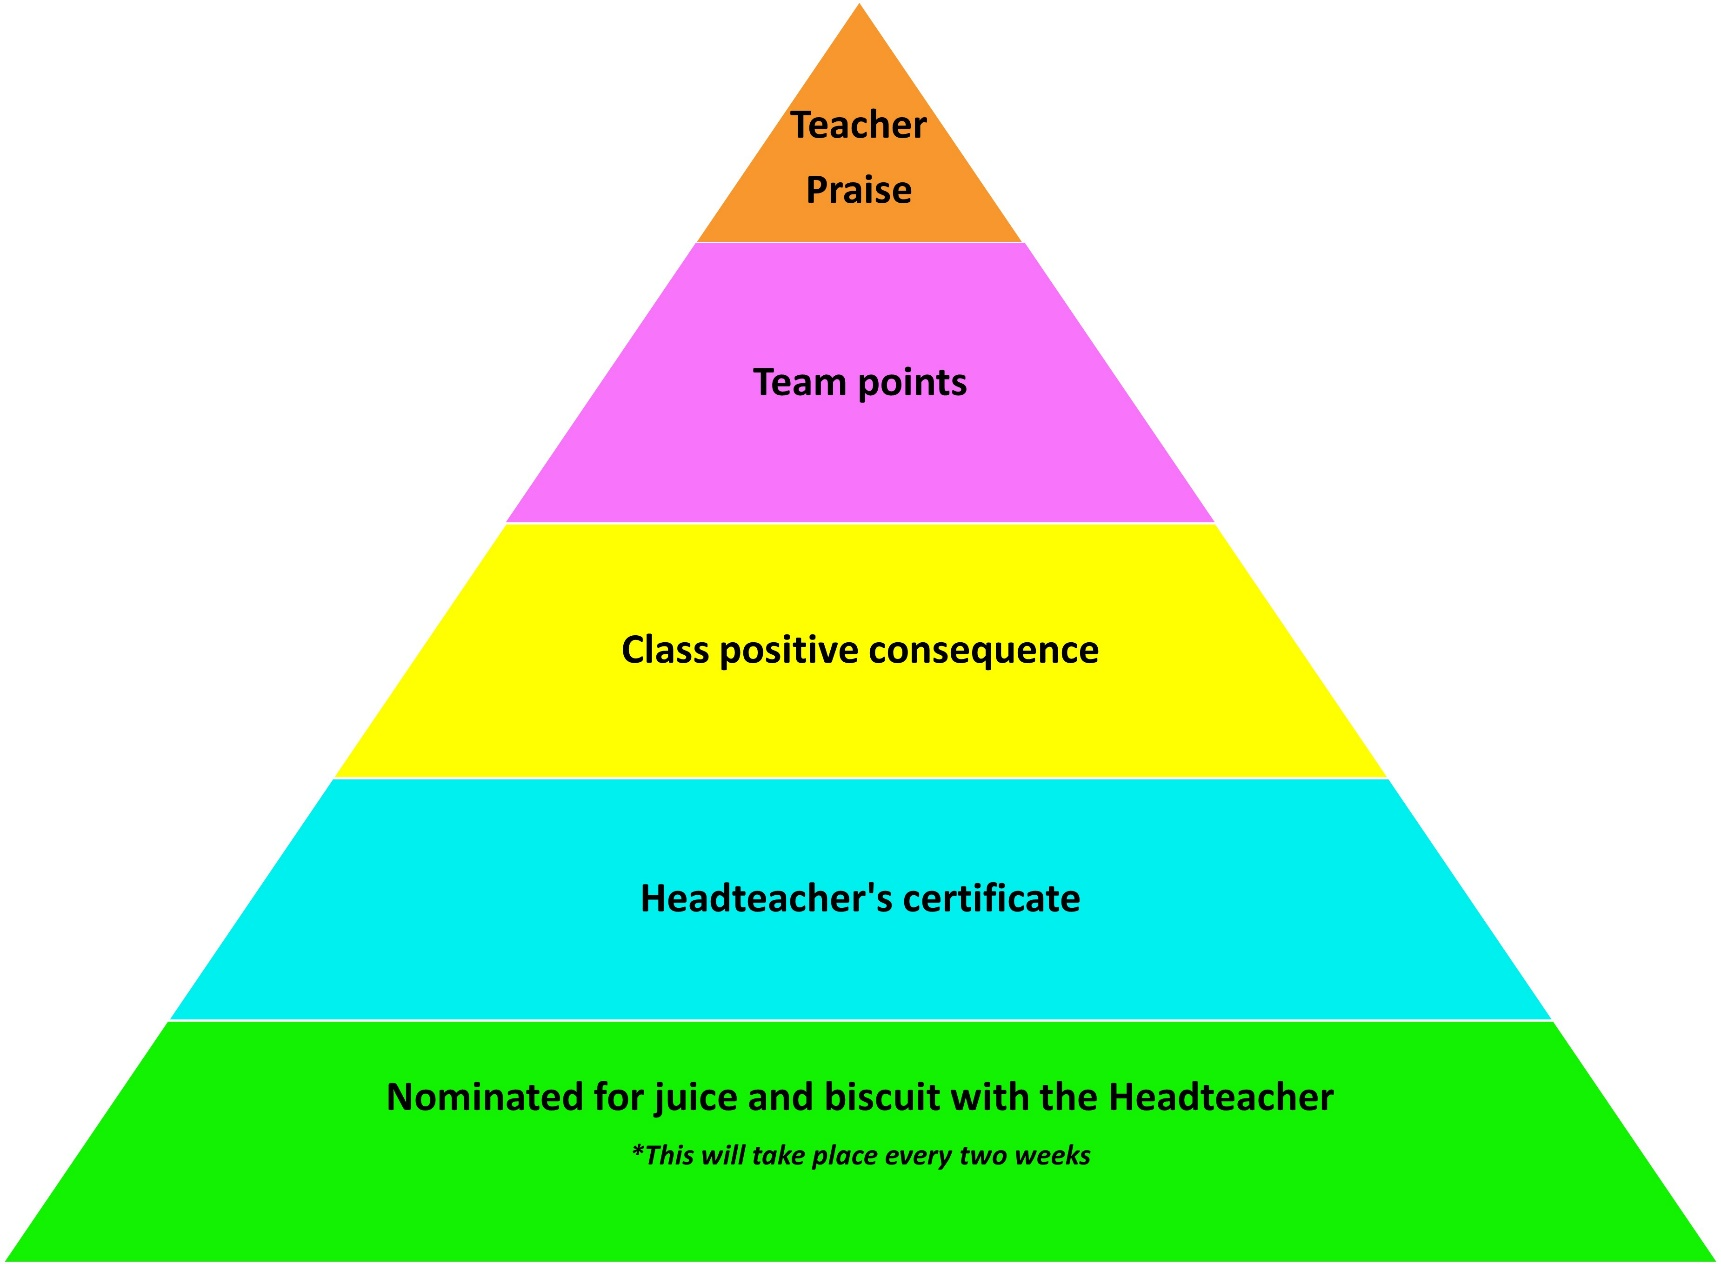 Teacher
Praise
Team points
Class positive consequence
Headteacher's certificate
Nominated for juice and biscuit with the Headteacher
*This will take place every two weeks